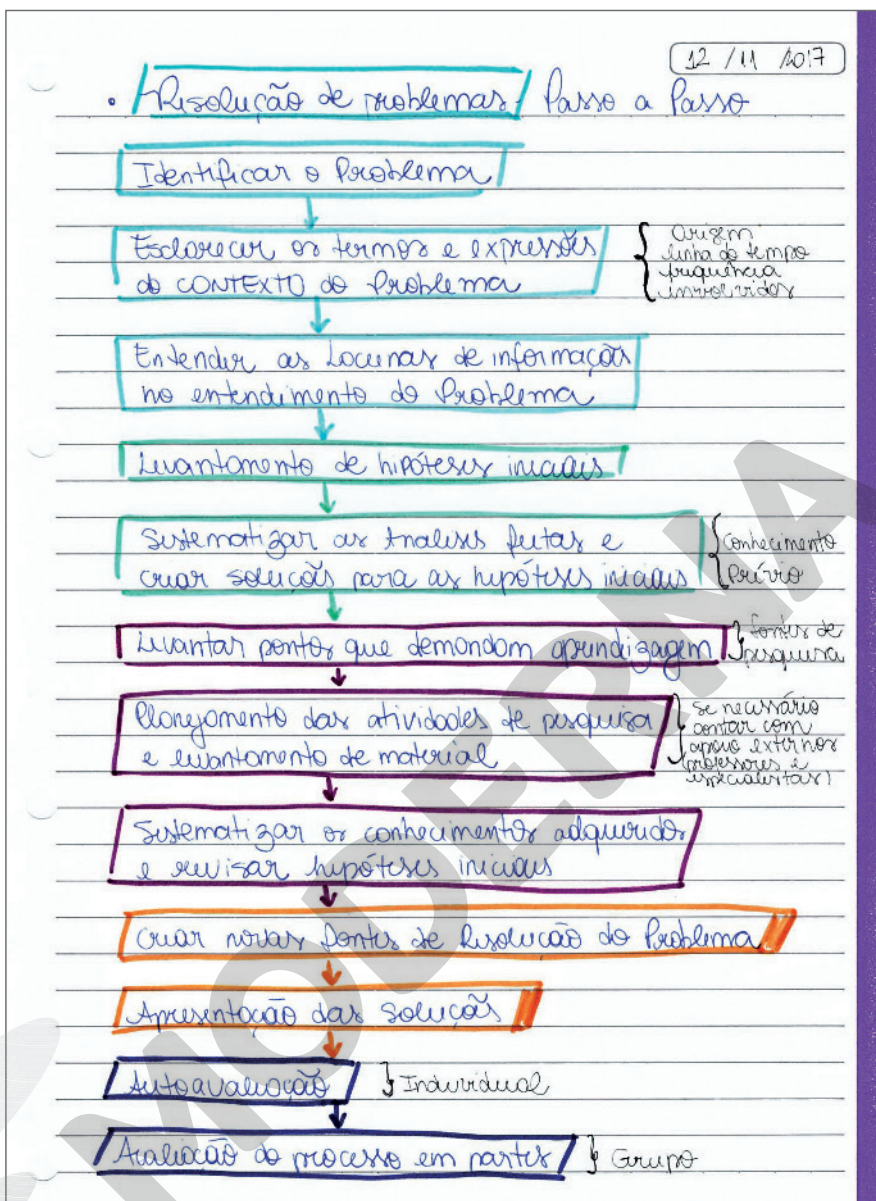 12 / 11 / 2017
• Resolução de problemas Passo a Passo
Identificar o Problema
Esclarecer os termos e expressões
do CONTEXTO do Problema
Origem
linha do tempo
frequência
involvidos
Entender as Lacunas de informações
no entendimento do Problema
Levantamento de hipóteses iniciais
Sistematizar as Analises feitas e
criar soluções para as hipóteses iniciais
Conhecimento
Prévio
Levantar pontos que demandam aprendizagem
fontes de
pesquisa
Planejamento das atividades de pesquisa
e levantamento de material
Se necessário
contar com
apoio externos
(professores e
especialistas)
Sistematizar os conhecimentos adquiridos
e revisar hipóteses iniciais
Criar novas fontes de Resolução do Problema
Apresentação das Soluções
Autoavaliação
Individual
Avaliação do processo em partes
Grupo
MODERNA